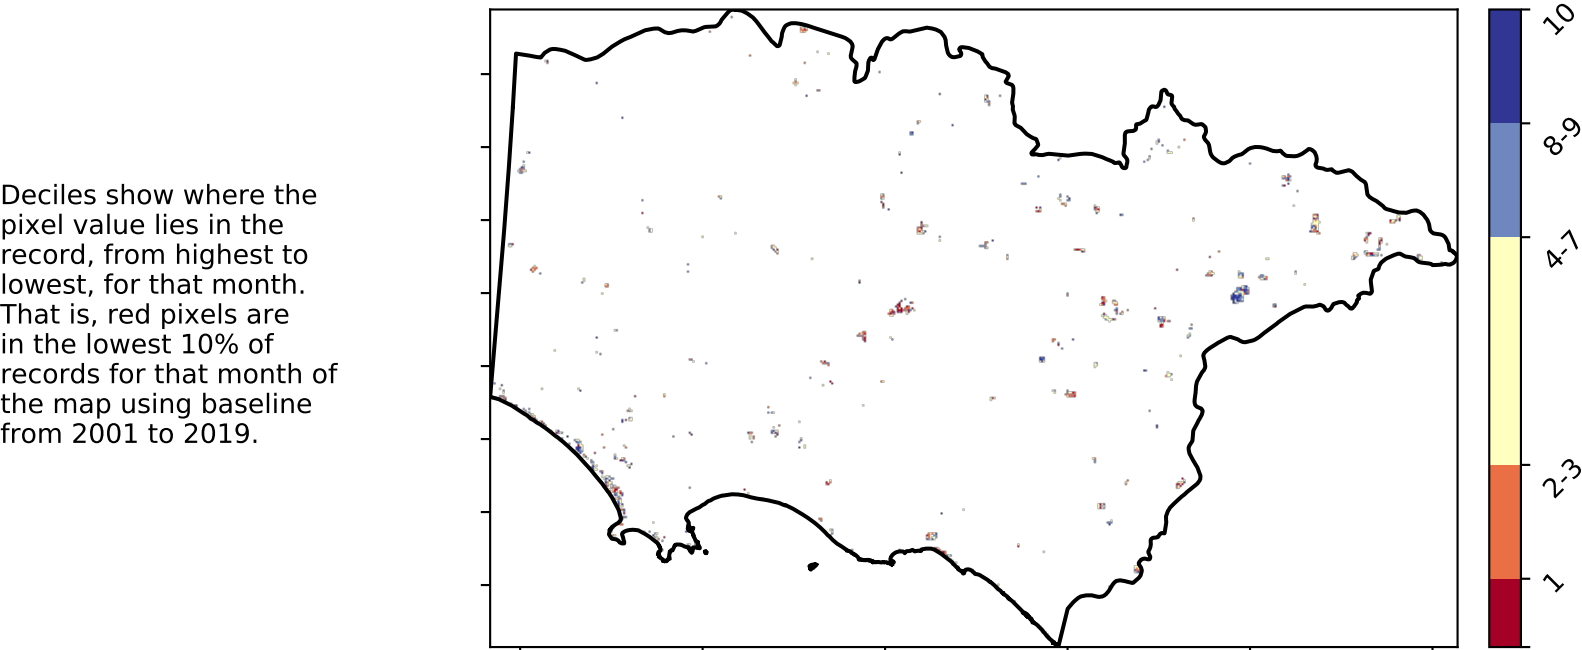 Deciles show where the
pixel value lies in the
record, from highest to
lowest, for that month.
That is, red pixels are
in the lowest 10% of
records for that month of
the map using baseline
from 2001 to 2019.
10
8-9
4-7
2-3
1